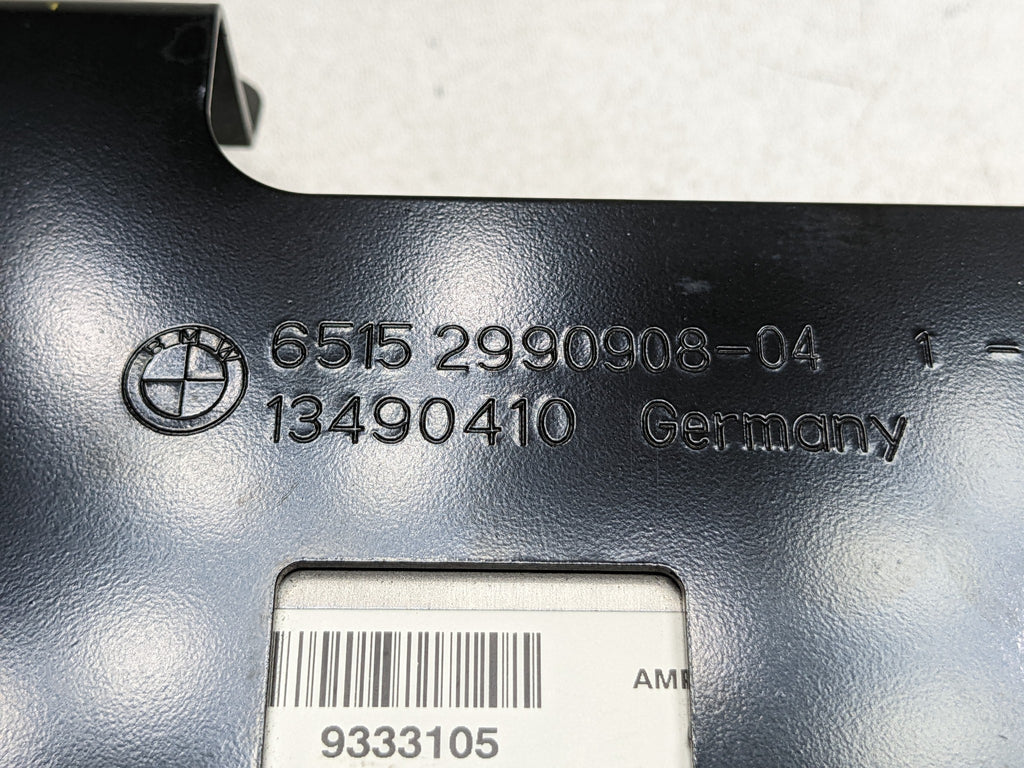 BMW
6515 2990908-04 1 -
13490410 Germany
AMP
9333105